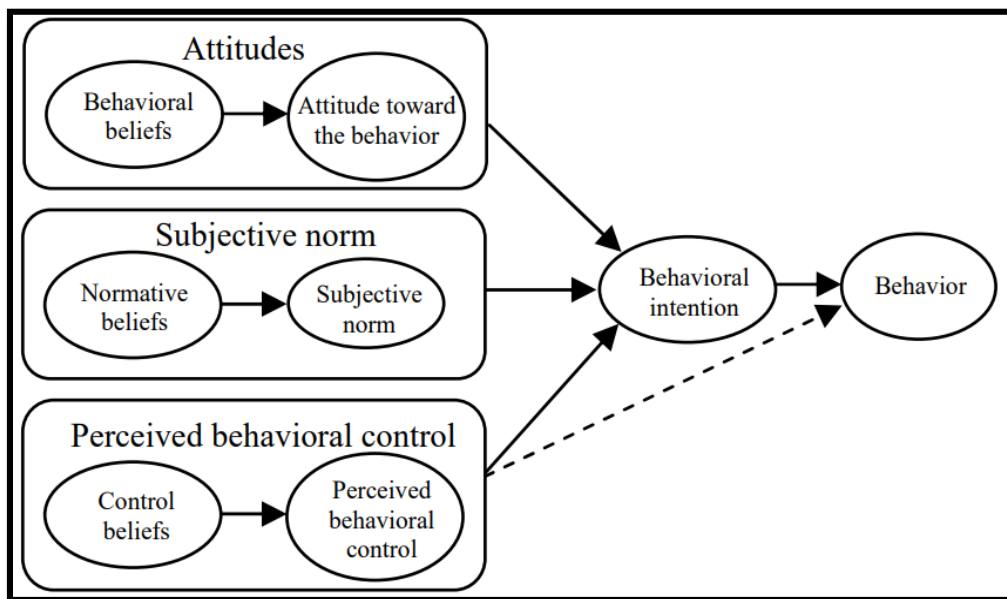 Attitudes
Behavioral
beliefs
Attitude toward
the behavior
Subjective norm
Normative
beliefs
Subjective
norm
Behavioral
intention
Behavior
Perceived behavioral control
Control
beliefs
Perceived
behavioral
control